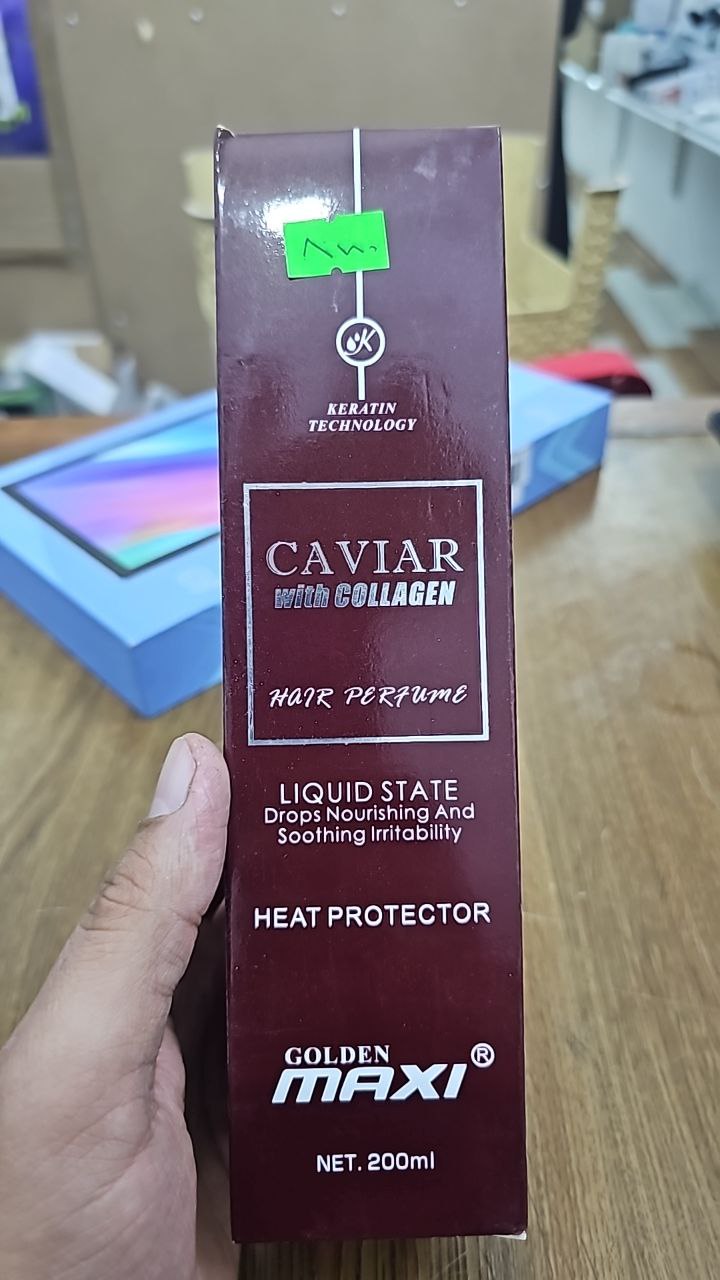 K
KERATIN
TECHNOLOGY
CAVIAR
with COLLAGEN
HAIR PERFUME
LIQUID STATE
Drops Nourishing And
Soothing Irritability
HEAT PROTECTOR
GOLDEN
MAXI®
NET. 200ml